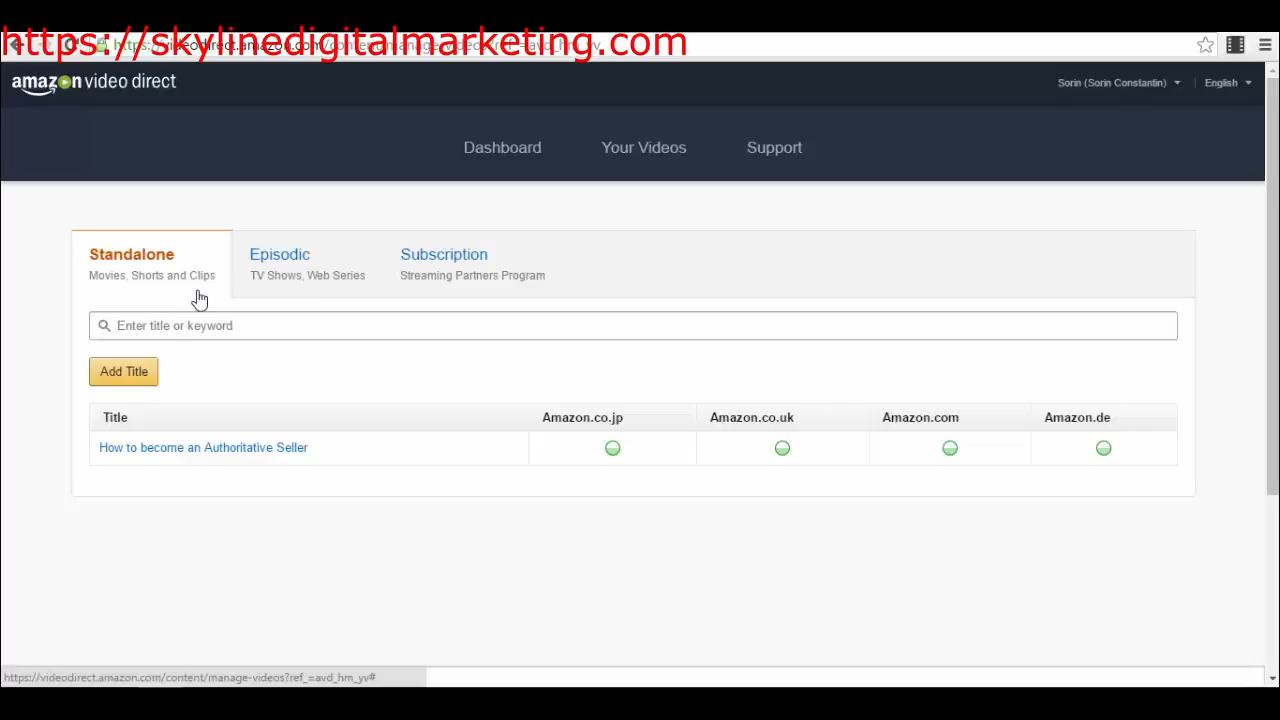 https://skylinedigitalmarketing.com
amazon video direct
Sorin (Sorin Constantin)
English
Dashboard
Your Videos
Support
Standalone
Movies, Shorts and Clips
Episodic
TV Shows, Web Series
Subscription
Streaming Partners Program
Enter title or keyword
Add Title
Title
Amazon.co.jp
Amazon.co.uk
Amazon.com
Amazon.de
How to become an Authoritative Seller
https://videodirect.amazon.com/content/manage-videos?ref_=avd_hm_yv#